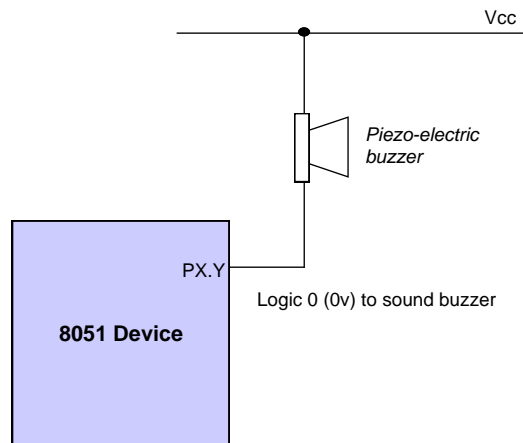 Vcc
Piezo-electric
buzzer
PX.Y
Logic 0 (0v) to sound buzzer
8051 Device